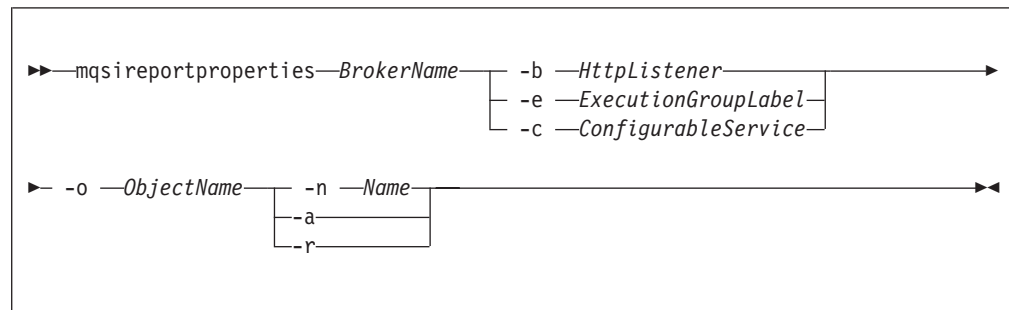 mqsireportproperties BrokerName -b HttpListener
-e ExecutionGroupLabel
-c ConfigurableService
-o ObjectName -n Name
-a
-r